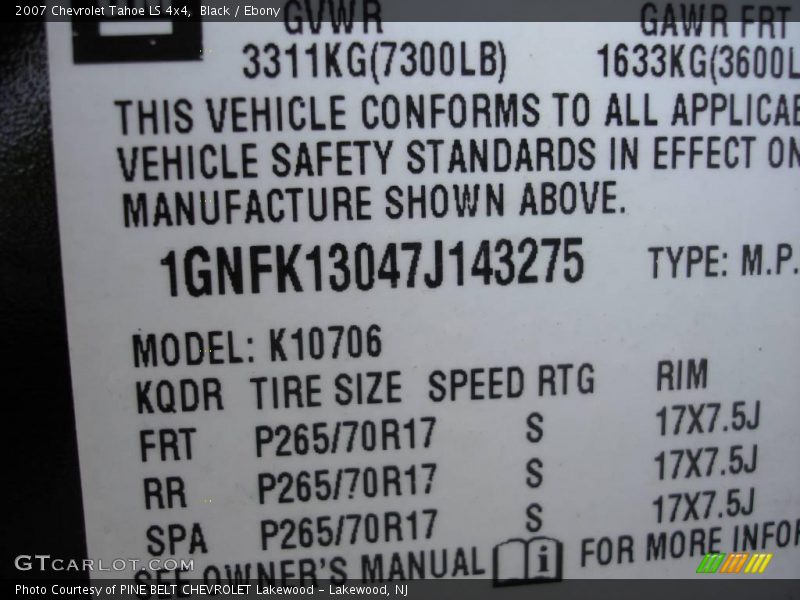 2007 Chevrolet Tahoe LS 4x4, Black / Ebony
GVWR GAWR FRT
3311KG(7300LB) 1633KG(3600L
THIS VEHICLE CONFORMS TO ALL APPLICAB
VEHICLE SAFETY STANDARDS IN EFFECT ON
MANUFACTURE SHOWN ABOVE.
1GNFK13047J143275 TYPE: M.P.
MODEL: K10706
KQDR TIRE SIZE SPEED RTG RIM
FRT P265/70R17 S 17X7.5J
RR P265/70R17 S 17X7.5J
SPA P265/70R17 S 17X7.5J
SEE OWNER'S MANUAL i FOR MORE INFOR
GTCARLOT.COM
Photo Courtesy of PINE BELT CHEVROLET Lakewood - Lakewood, NJ